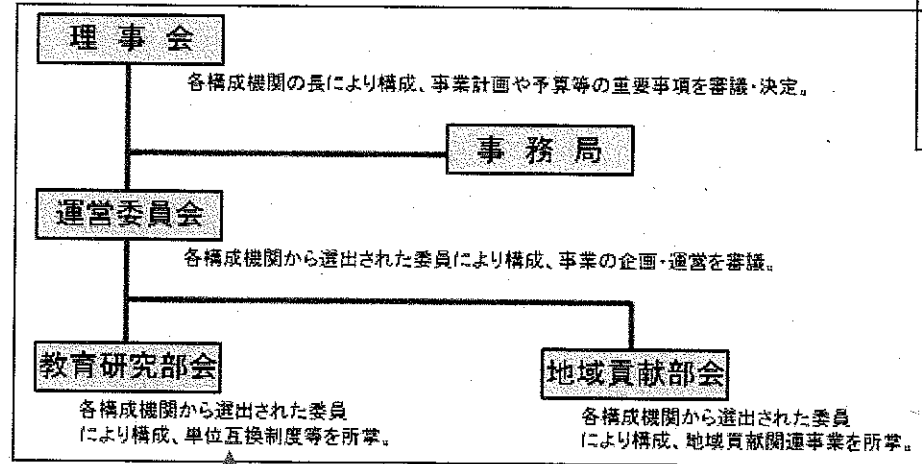 理事会
各構成機関の長により構成、事業計画や予算等の重要事項を審議・決定。
事務局
運営委員会
各構成機関から選出された委員により構成、事業の企画・運営を審議。
教育研究部会
各構成機関から選出された委員
により構成、単位互換制度等を所掌。
地域貢献部会
各構成機関から選出された委員
により構成、地域貢献関連事業を所掌。